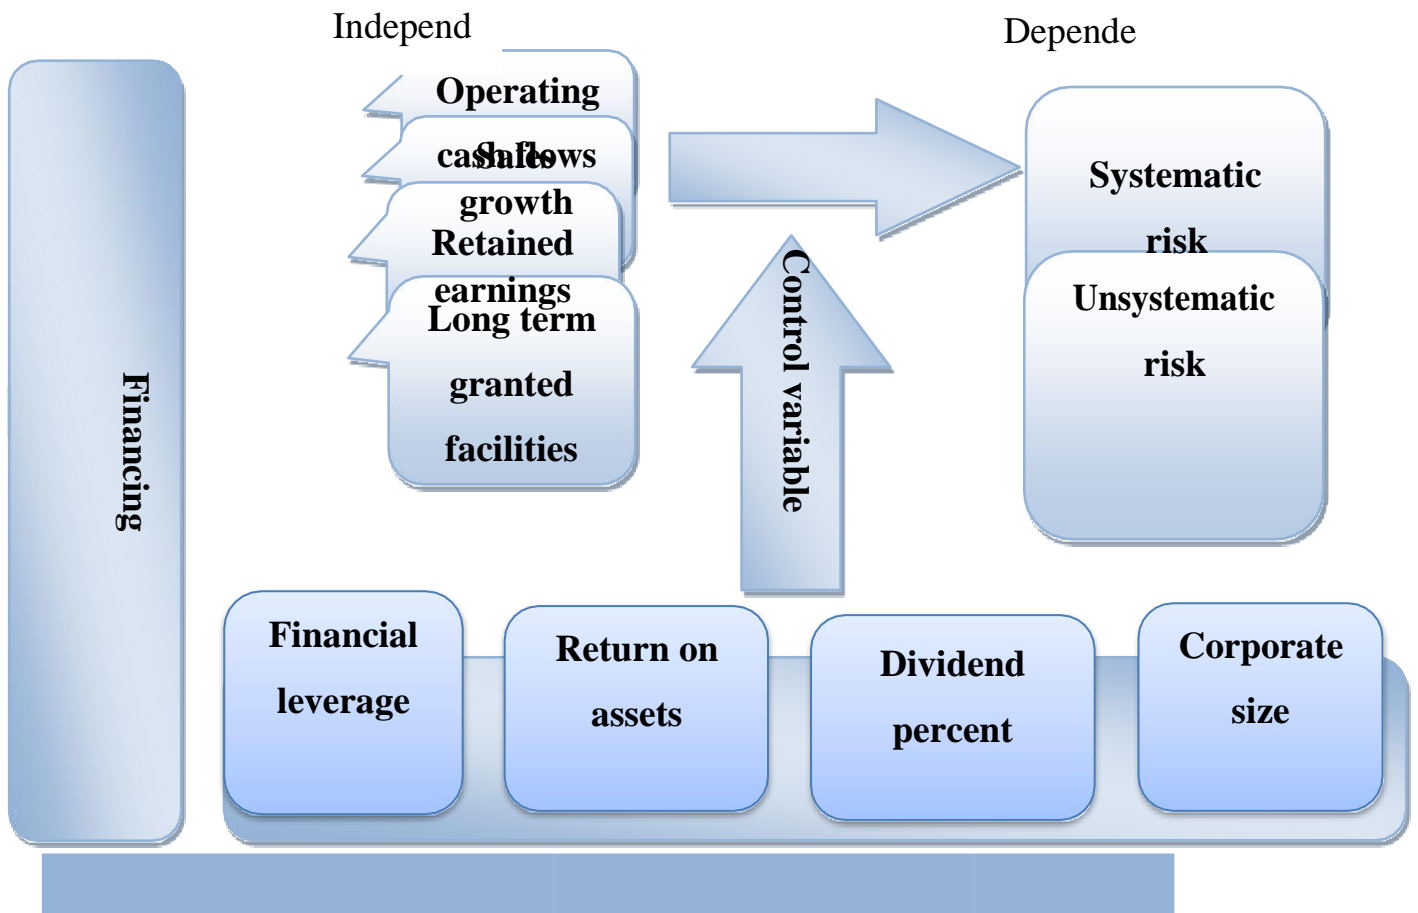 Independ
Depende
Operating
cash flows
Sales
growth
Retained
earnings
Long term
granted
facilities
Systematic
risk
Unsystematic
risk
Control variable
Financing
Financial
leverage
Return on
assets
Dividend
percent
Corporate
size